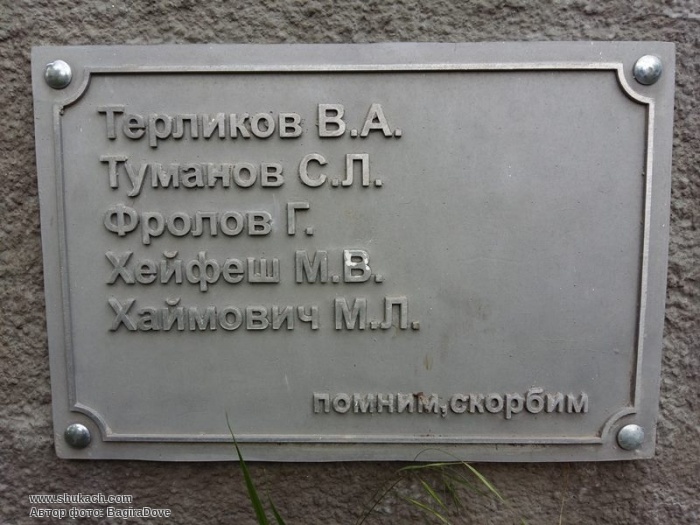 Терликов В.А.
Туманов С.Л.
Фролов Г.
Хейфеш М.В.
Хаймович М.Л.
помним,скорбим
www.shukach.com
Автор фото: BagiraDove